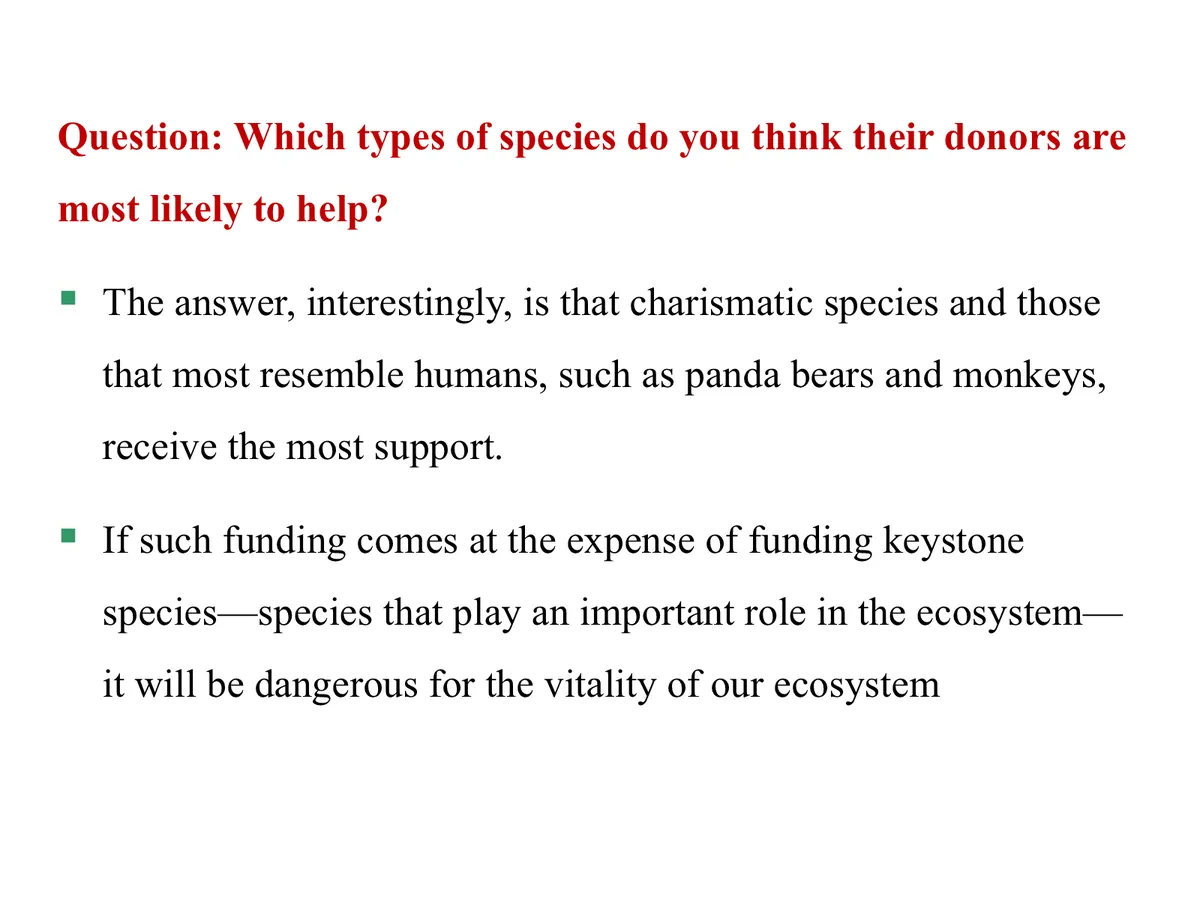 Question: Which types of species do you think their donors are
most likely to help?
▪ The answer, interestingly, is that charismatic species and those
that most resemble humans, such as panda bears and monkeys,
receive the most support.
▪ If such funding comes at the expense of funding keystone
species—species that play an important role in the ecosystem—
it will be dangerous for the vitality of our ecosystem